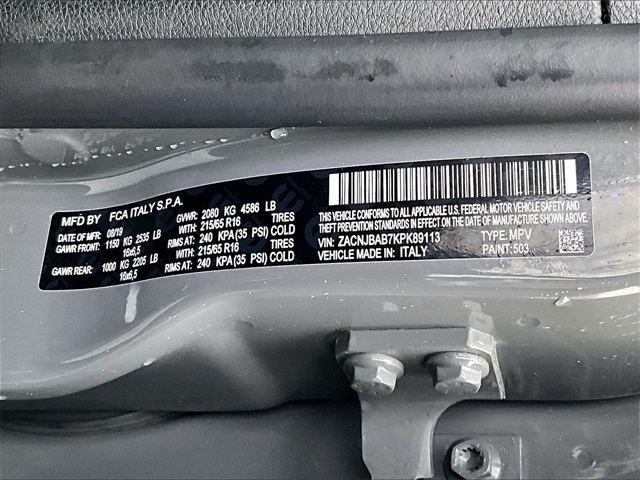 MFD BY FCA ITALY S.P.A.
DATE OF MFR 08/19 GVWR: 2080 KG 4586 LB
GAWR FRONT: 1150 KG 2535 LB WITH: 215/65 R16 TIRES
16x6,5 RIMS AT: 240 KPA(35 PSI) COLD
GAWR REAR: 1000 KG 2205 LB WITH: 215/65 R16 TIRES
16x6,5 RIMS AT: 240 KPA(35 PSI) COLD
THIS VEHICLE CONFORMS TO ALL APPLICABLE U.S. FEDERAL MOTOR VEHICLE SAFETY AND
THEFT PREVENTION STANDARDS IN EFFECT ON THE DATE OF MANUFACTURE SHOWN ABOVE.
VIN: ZACNJBAB7KPK89113 TYPE: MPV
VEHICLE MADE IN: ITALY PAINT: 503